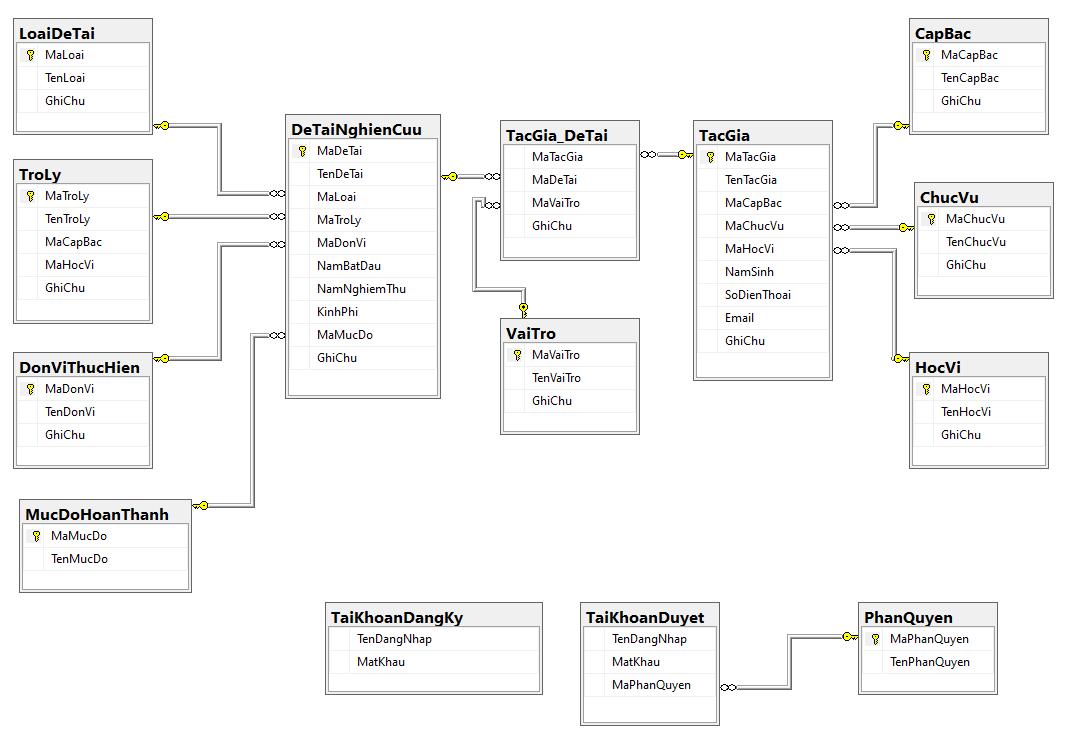 LoaiDeTai
MaLoai
TenLoai
GhiChu
TroLy
MaTroLy
TenTroLy
MaCapBac
MaHocVi
GhiChu
DonViThucHien
MaDonVi
TenDonVi
GhiChu
MucDoHoanThanh
MaMucDo
TenMucDo
DeTaiNghienCuu
MaDeTai
TenDeTai
MaLoai
MaTroLy
MaDonVi
NamBatDau
NamNghiemThu
KinhPhi
MaMucDo
GhiChu
TacGia_DeTai
MaTacGia
MaDeTai
MaVaiTro
GhiChu
VaiTro
MaVaiTro
TenVaiTro
GhiChu
TacGia
MaTacGia
TenTacGia
MaCapBac
MaChucVu
MaHocVi
NamSinh
SoDienThoai
Email
GhiChu
CapBac
MaCapBac
TenCapBac
GhiChu
ChucVu
MaChucVu
TenChucVu
GhiChu
HocVi
MaHocVi
TenHocVi
GhiChu
TaiKhoanDangKy
TenDangNhap
MatKhau
TaiKhoanDuyet
TenDangNhap
MatKhau
MaPhanQuyen
PhanQuyen
MaPhanQuyen
TenPhanQuyen